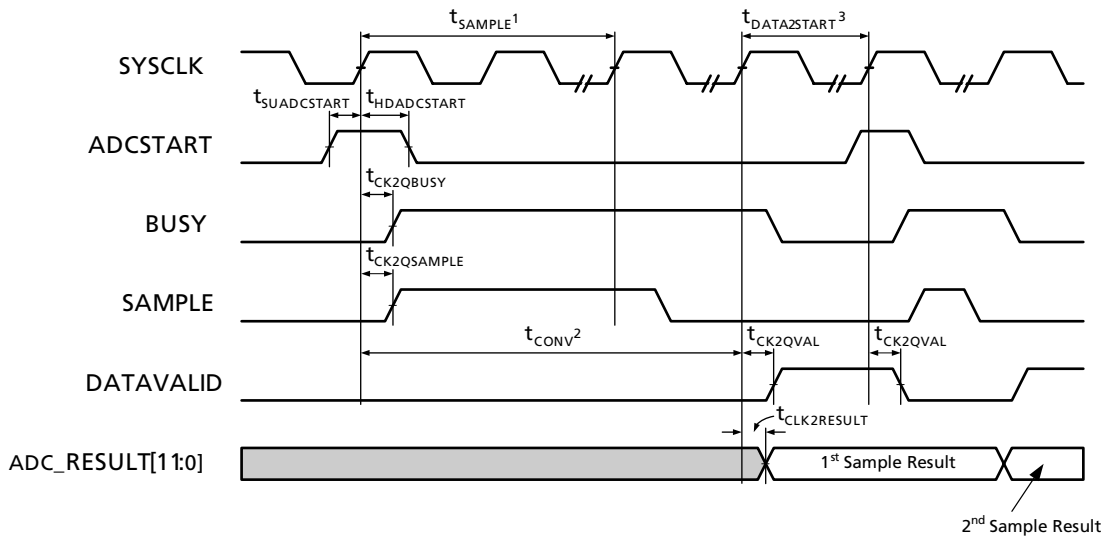 tSAMPLE1
tDATA2START3
SYSCLK
tSUADCSTART
tHDADCSTART
ADCSTART
tCK2QBUSY
BUSY
tCK2QSAMPLE
SAMPLE
tCONV2
tCK2QVAL
tCK2QVAL
DATAVALID
tCLK2RESULT
ADC_RESULT[11:0]
1st Sample Result
2nd Sample Result